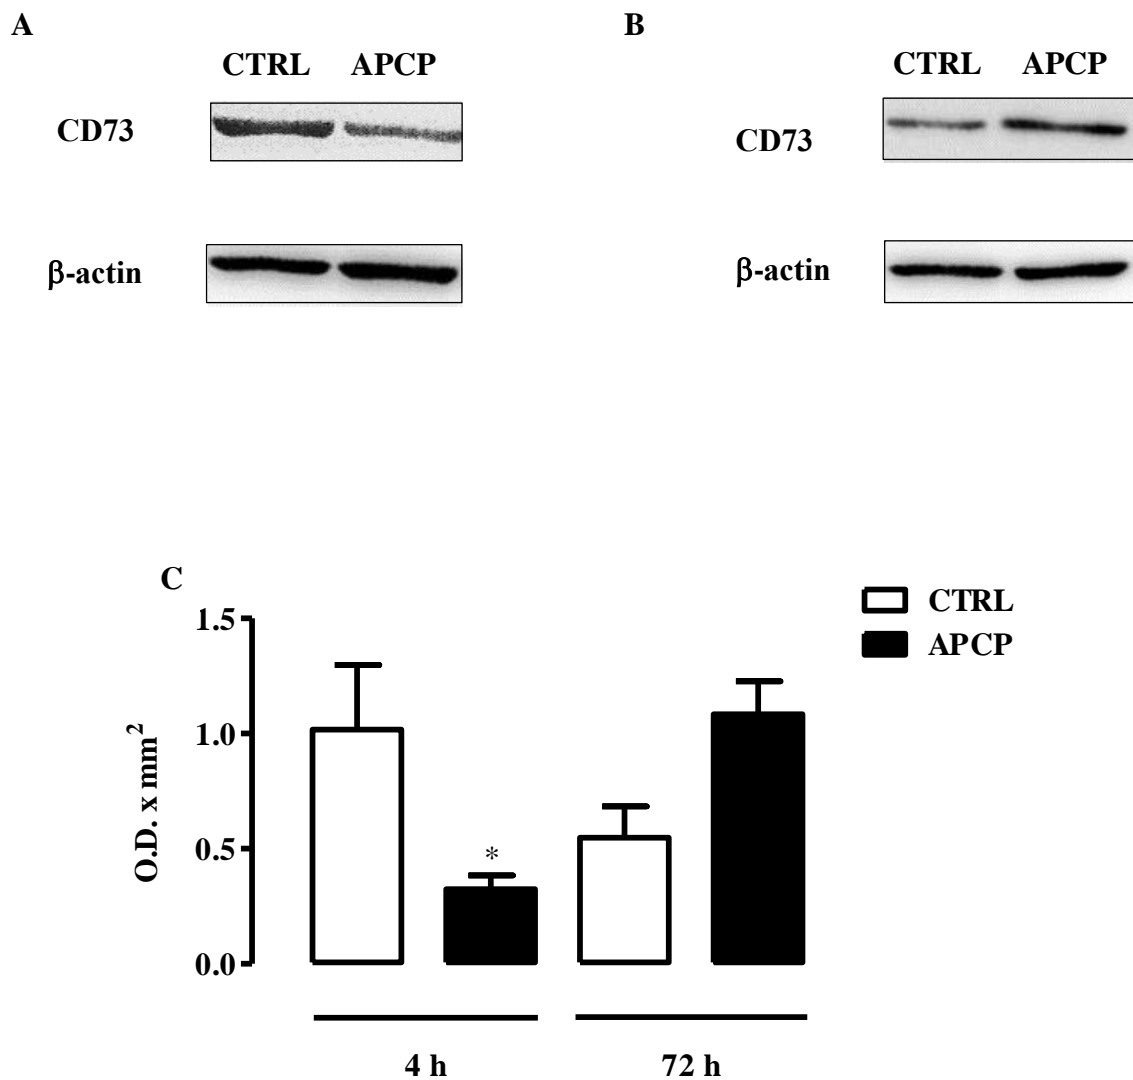 A
CTRL APCP
CD73
β-actin
B
CTRL APCP
CD73
β-actin
C
O.D. x mm²
1.5
1.0
0.5
0.0
*
4 h
72 h
CTRL
APCP